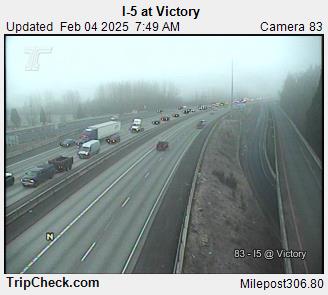 I-5 at Victory
Updated Feb 04 2025 7:49 AM Camera 83
N
83 - I5 @ Victory
TripCheck.com Milepost306.80